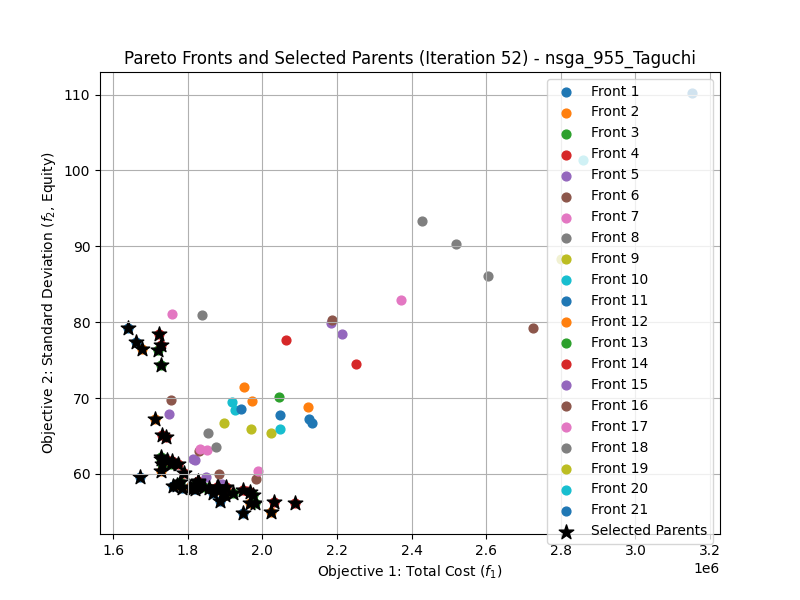 Pareto Fronts and Selected Parents (Iteration 52) - nsga_955_Taguchi
Objective 2: Standard Deviation (f₂, Equity)
110
100
90
80
70
60
1.6
1.8
2.0
2.2
2.4
2.6
2.8
3.0
3.2
1e6
Objective 1: Total Cost (f₁)
Front 1
Front 2
Front 3
Front 4
Front 5
Front 6
Front 7
Front 8
Front 9
Front 10
Front 11
Front 12
Front 13
Front 14
Front 15
Front 16
Front 17
Front 18
Front 19
Front 20
Front 21
Selected Parents